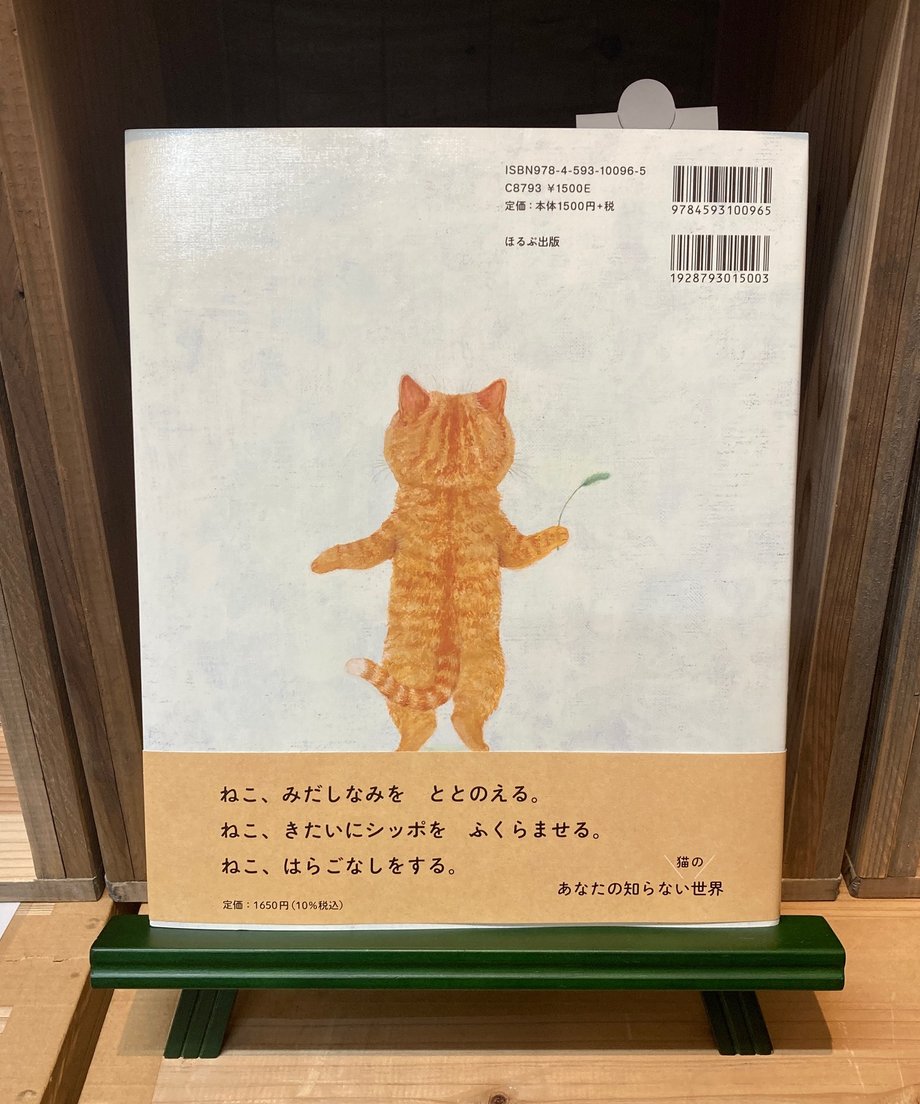 ISBN978-4-593-10096-5
C8793 ¥1500E
定価：本体1500円+税
ほるぷ出版
9784593100965
1928793015003
ねこ、みだしなみを　ととのえる。
ねこ、きたいにシッポを　ふくらませる。
ねこ、はらごなしをする。
猫の
あなたの知らない世界
定価：1650円（10%税込）